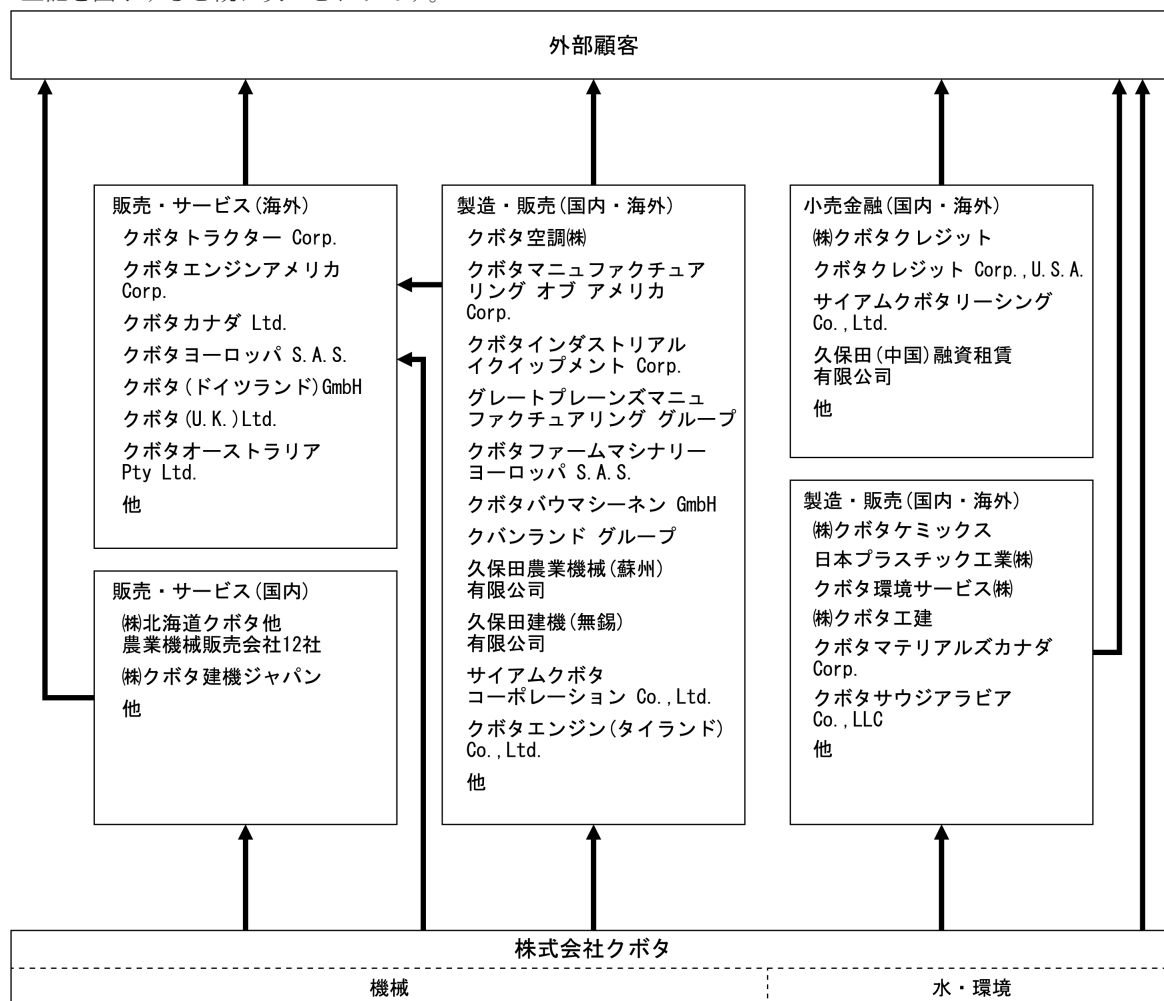 外部顧客
販売・サービス(海外)
クボタトラクター Corp.
クボタエンジンアメリカ
Corp.
クボタカナダ Ltd.
クボタヨーロッパ S.A.S.
クボタ(ドイツランド)GmbH
クボタ(U.K.)Ltd.
クボタオーストラリア
Pty Ltd.
他
販売・サービス(国内)
㈱北海道クボタ他
農業機械販売会社12社
㈱クボタ建機ジャパン
他
製造・販売(国内・海外)
クボタ空調㈱
クボタマニュファクチュア
リング オブ アメリカ
Corp.
クボタインダストリアル
イクイップメント Corp.
グレートプレーンズマニュ
ファクチュアリング グループ
クボタファームマシナリー
ヨーロッパ S.A.S.
クボタバウマシーネン GmbH
クバンランド グループ
久保田農業機械(蘇州)
有限公司
久保田建機(無錫)
有限公司
サイアムクボタ
コーポレーション Co.,Ltd.
クボタエンジン(タイランド)
Co.,Ltd.
他
小売金融(国内・海外)
㈱クボタクレジット
クボタクレジット Corp.,U.S.A.
サイアムクボタリーシング
Co.,Ltd.
久保田(中国)融資租賃
有限公司
他
製造・販売(国内・海外)
㈱クボタケミックス
日本プラスチック工業㈱
クボタ環境サービス㈱
㈱クボタ工建
クボタマテリアルズカナダ
Corp.
クボタサウジアラビア
Co.,LLC
他
株式会社クボタ
機械
水・環境